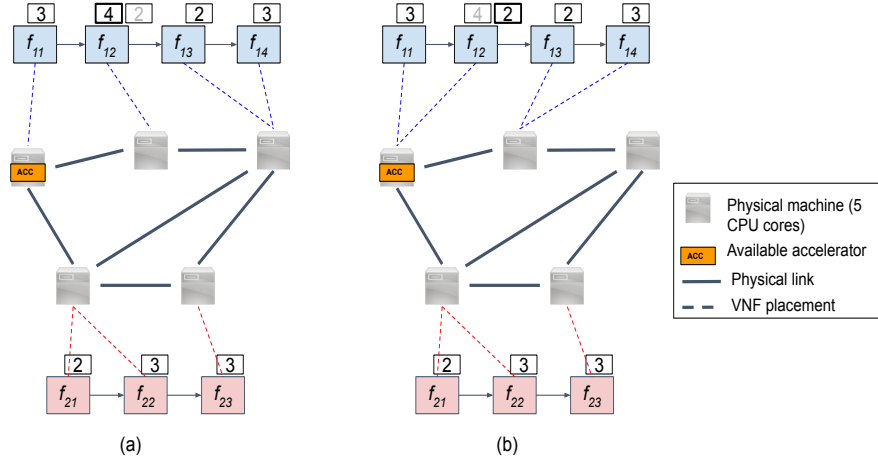 3 4 2 2 3
f11 f12 f13 f14
ACC
2 3 3
f21 f22 f23
(a)
3 4 2 2 3
f11 f12 f13 f14
ACC
2 3 3
f21 f22 f23
(b)
Physical machine (5
CPU cores)
ACC Available accelerator
Physical link
VNF placement